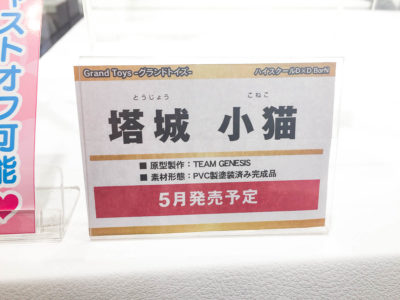 Grand Toys -グランドトイズ-
ハイスクールD×D BorN
とうじょう こねこ
塔城 小猫
■ 原型製作：TEAM GENESIS
■ 素材形態：PVC製塗装済み完成品
5月発売予定
ストオフ可能♥